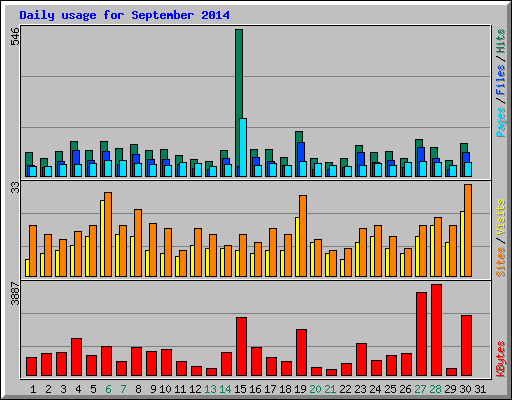 Daily usage for September 2014
546
Pages / Files / Hits
33
Sites / Visits
3887
KBytes
1 2 3 4 5 6 7 8 9 10 11 12 13 14 15 16 17 18 19 20 21 22 23 24 25 26 27 28 29 30 31